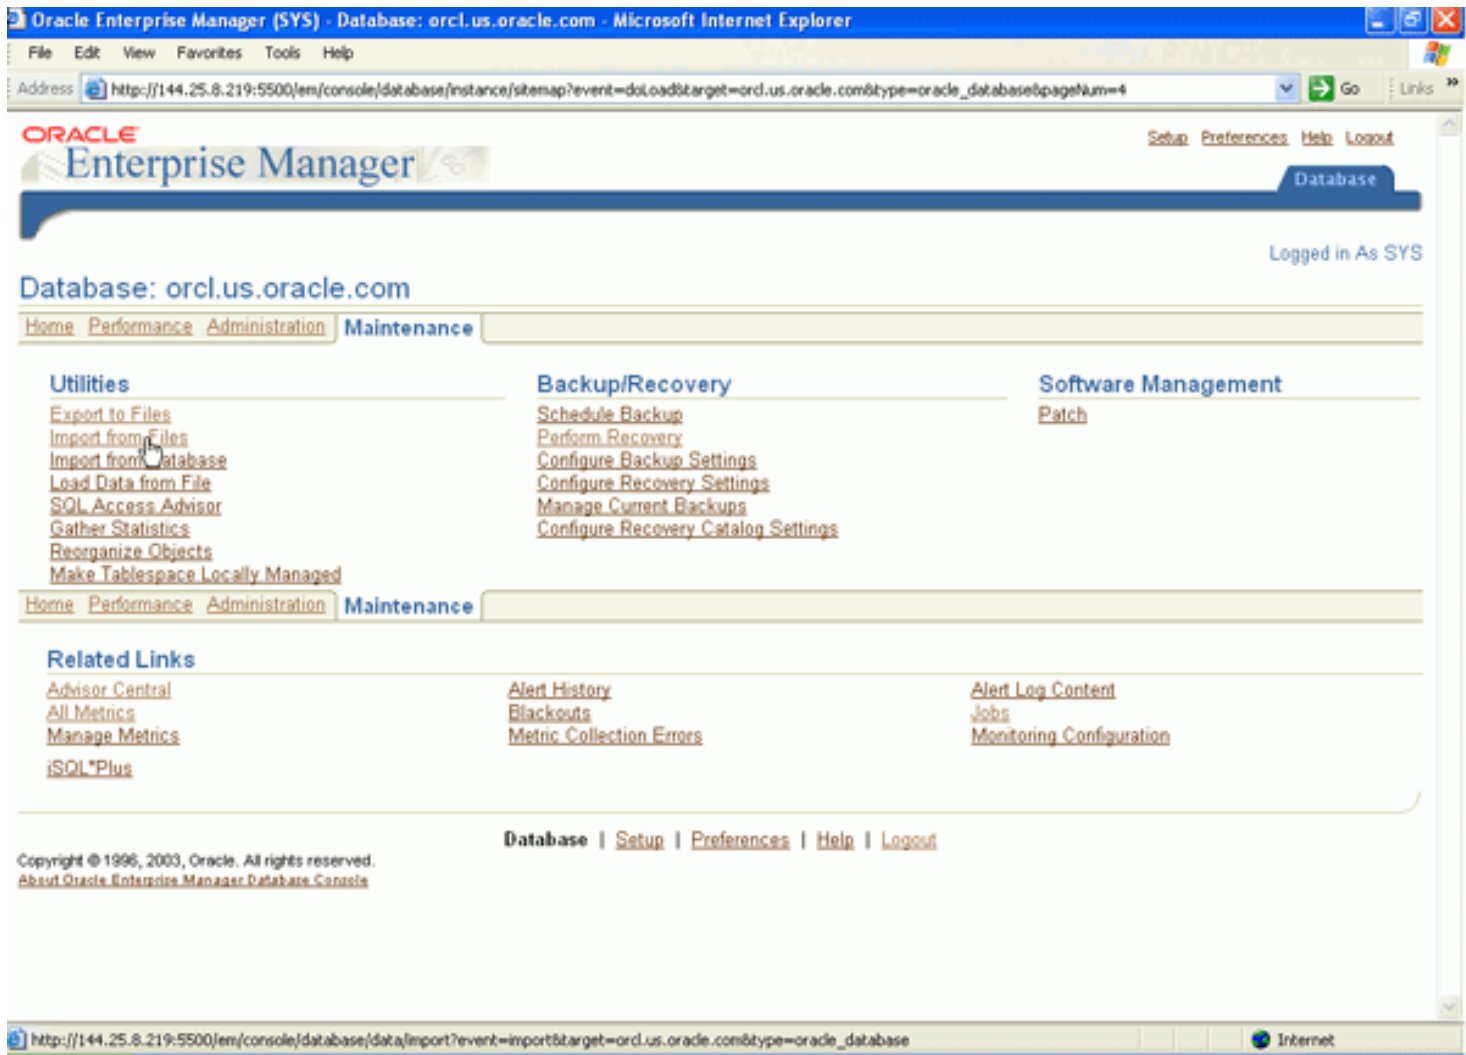 Oracle Enterprise Manager (SYS) - Database: orcl.us.oracle.com - Microsoft Internet Explorer
File Edit View Favorites Tools Help
Address http://144.25.8.219:5500/em/console/database/instance/sitemap?event=doLoad&target=orcl.us.oracle.com&type=oracle_database&pageNum=4 Go Links »
ORACLE
Enterprise Manager
Setup Preferences Help Logout
Database
Logged in As SYS
Database: orcl.us.oracle.com
Home Performance Administration Maintenance
Utilities Backup/Recovery Software Management
Export to Files Schedule Backup Patch
Import from Files Perform Recovery
Import from Database Configure Backup Settings
Load Data from File Configure Recovery Settings
SQL Access Advisor Manage Current Backups
Gather Statistics Configure Recovery Catalog Settings
Reorganize Objects
Make Tablespace Locally Managed
Home Performance Administration Maintenance
Related Links
Advisor Central Alert History Alert Log Content
All Metrics Blackouts Jobs
Manage Metrics Metric Collection Errors Monitoring Configuration
iSQL*Plus
Database | Setup | Preferences | Help | Logout
Copyright © 1996, 2003, Oracle. All rights reserved.
About Oracle Enterprise Manager Database Console
http://144.25.8.219:5500/em/console/database/data/import?event=import&target=orcl.us.oracle.com&type=oracle_database Internet